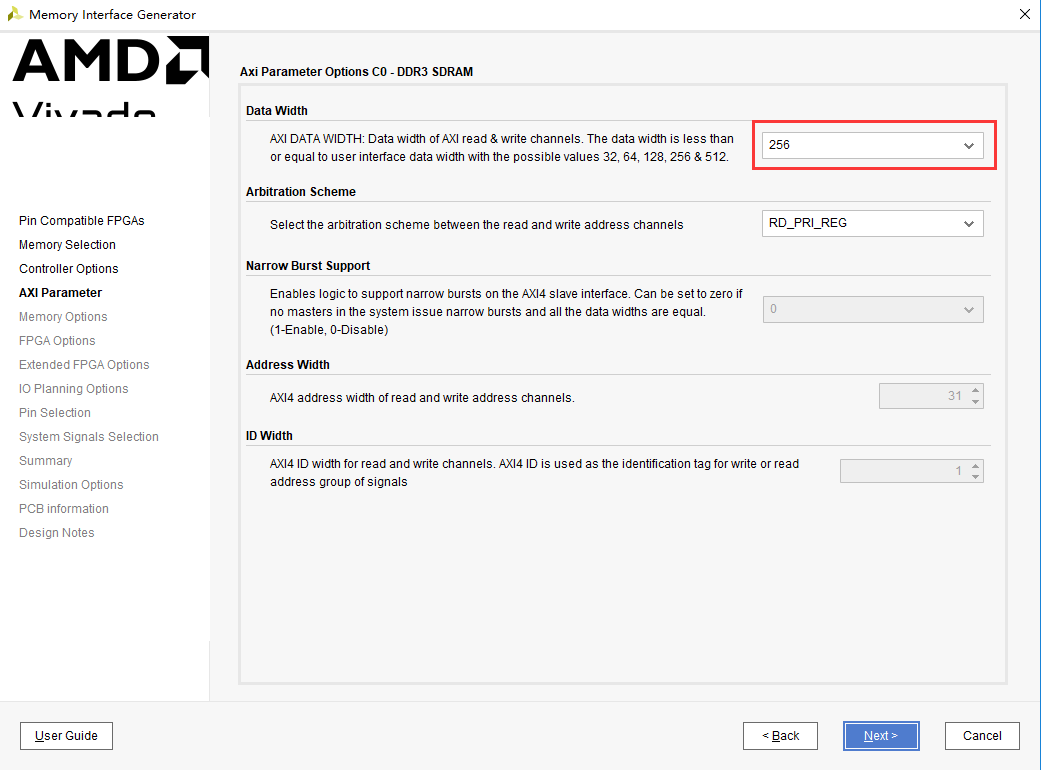 Memory Interface Generator
AMD
Vivado
Pin Compatible FPGAs
Memory Selection
Controller Options
AXI Parameter
Memory Options
FPGA Options
Extended FPGA Options
IO Planning Options
Pin Selection
System Signals Selection
Summary
Simulation Options
PCB information
Design Notes
Axi Parameter Options C0 - DDR3 SDRAM
Data Width
AXI DATA WIDTH: Data width of AXI read & write channels. The data width is less than
or equal to user interface data width with the possible values 32, 64, 128, 256 & 512.
256
Arbitration Scheme
Select the arbitration scheme between the read and write address channels
RD_PRI_REG
Narrow Burst Support
Enables logic to support narrow bursts on the AXI4 slave interface. Can be set to zero if
no masters in the system issue narrow bursts and all the data widths are equal.
(1-Enable, 0-Disable)
0
Address Width
AXI4 address width of read and write address channels.
31
ID Width
AXI4 ID width for read and write channels. AXI4 ID is used as the identification tag for write or read
address group of signals
1
User Guide
< Back
Next >
Cancel